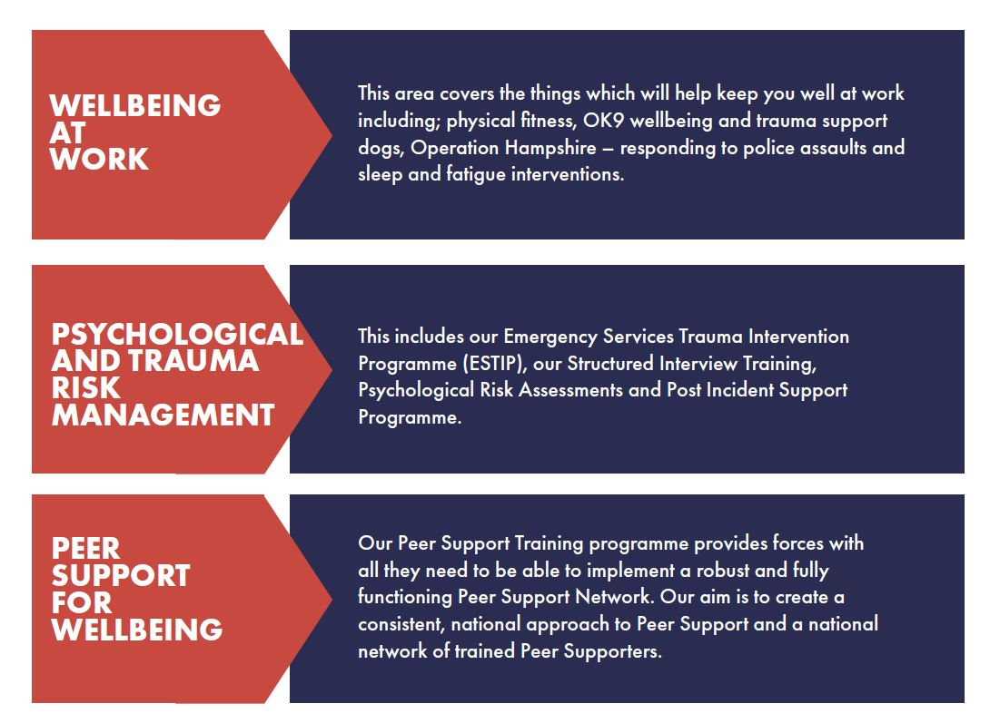 WELLBEING
AT
WORK
This area covers the things which will help keep you well at work
including; physical fitness, OK9 wellbeing and trauma support
dogs, Operation Hampshire – responding to police assaults and
sleep and fatigue interventions.
PSYCHOLOGICAL
AND TRAUMA
RISK
MANAGEMENT
This includes our Emergency Services Trauma Intervention
Programme (ESTIP), our Structured Interview Training,
Psychological Risk Assessments and Post Incident Support
Programme.
PEER
SUPPORT
FOR
WELLBEING
Our Peer Support Training programme provides forces with
all they need to be able to implement a robust and fully
functioning Peer Support Network. Our aim is to create a
consistent, national approach to Peer Support and a national
network of trained Peer Supporters.